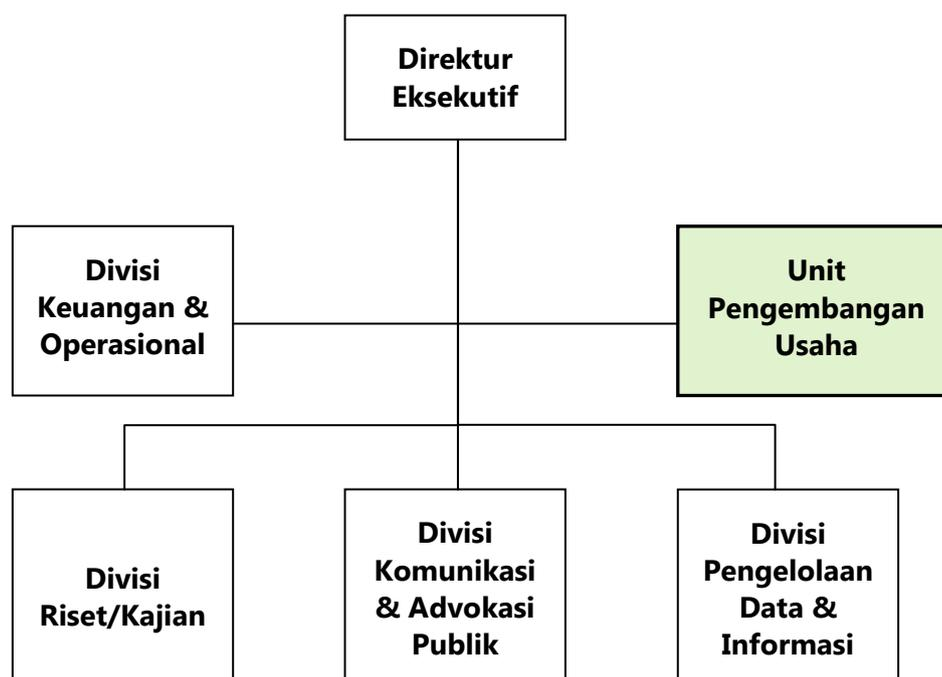 Direktur
Eksekutif
Divisi
Keuangan &
Operasional
Unit
Pengembangan
Usaha
Divisi
Riset/Kajian
Divisi
Komunikasi
& Advokasi
Publik
Divisi
Pengelolaan
Data &
Informasi